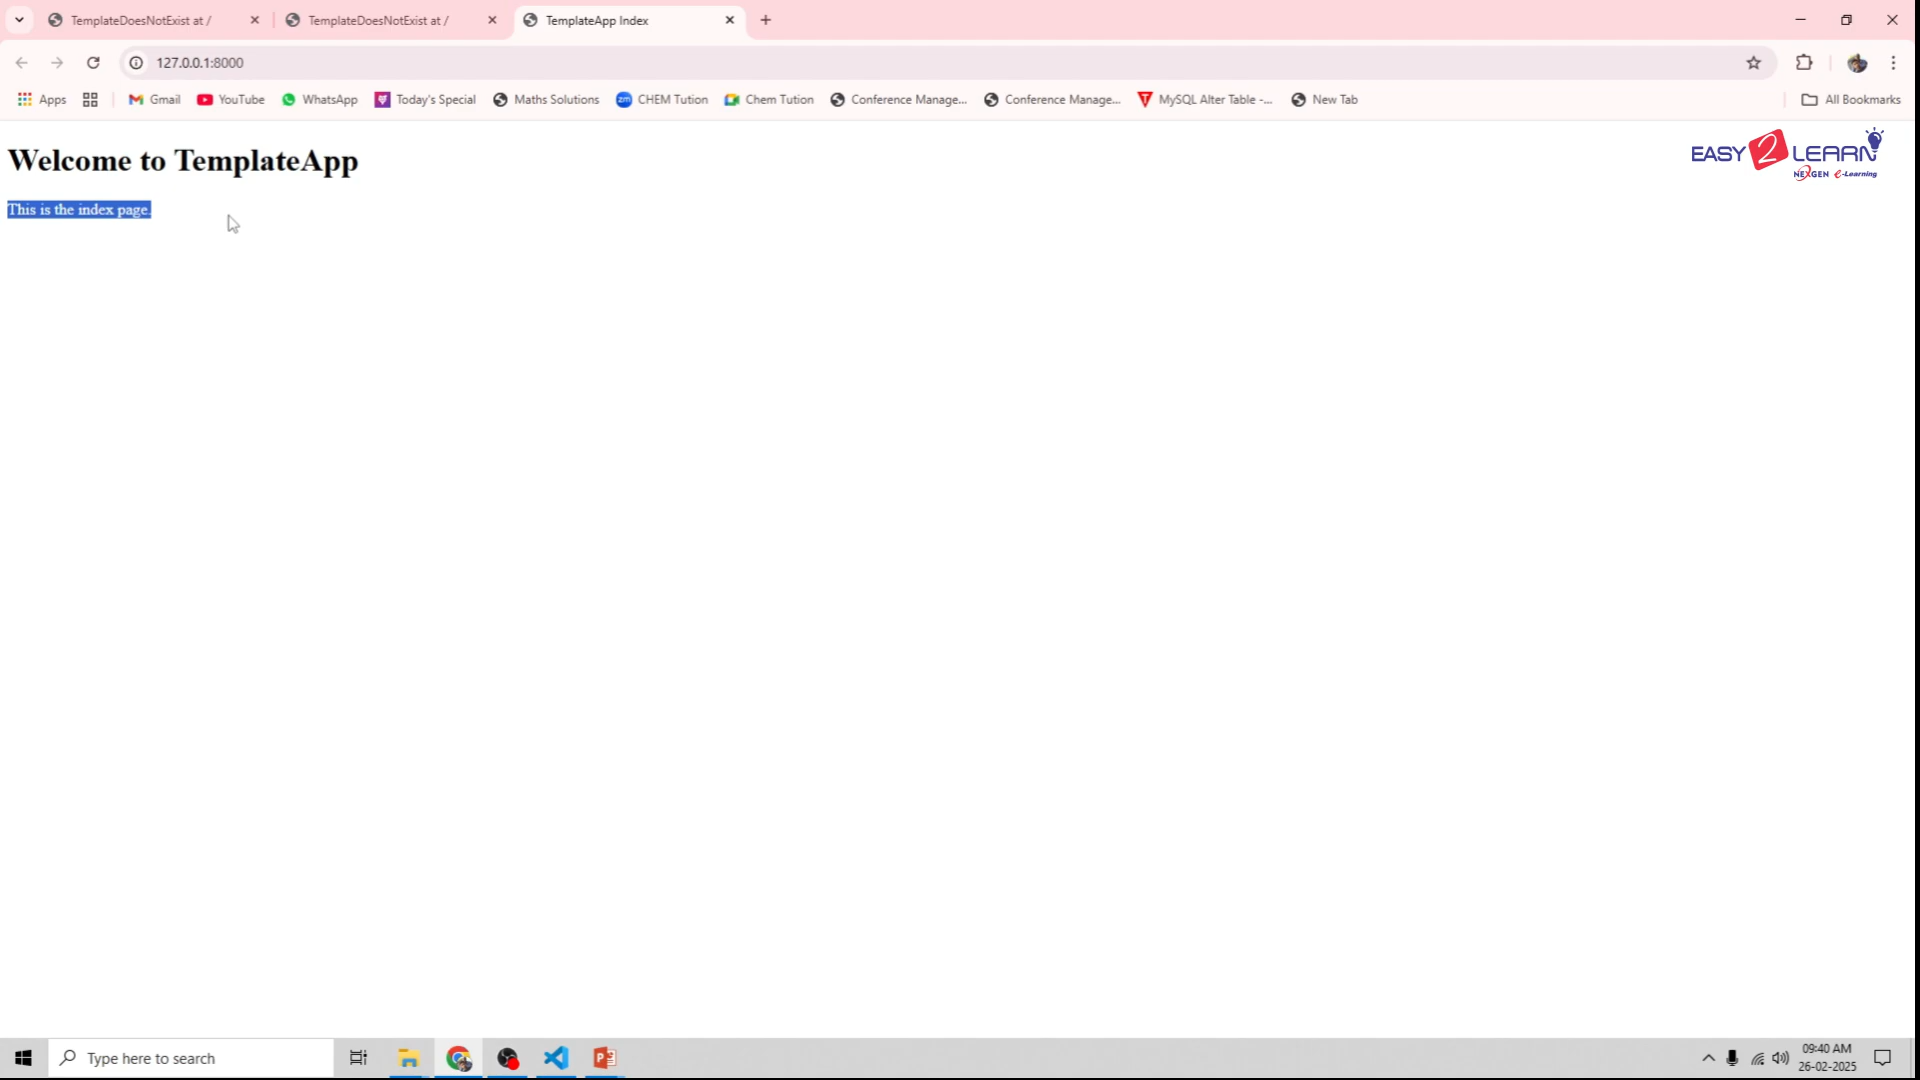 TemplateDoesNotExist at /
TemplateDoesNotExist at /
TemplateApp Index
127.0.0.1:8000
Apps
Gmail
YouTube
WhatsApp
Today's Special
Maths Solutions
CHEM Tution
Chem Tution
Conference Manage...
Conference Manage...
MySQL Alter Table -...
New Tab
All Bookmarks
Welcome to TemplateApp
EASY 2 LEARN
NEXGEN e-Learning
This is the index page.
Type here to search
09:40 AM
26-02-2025